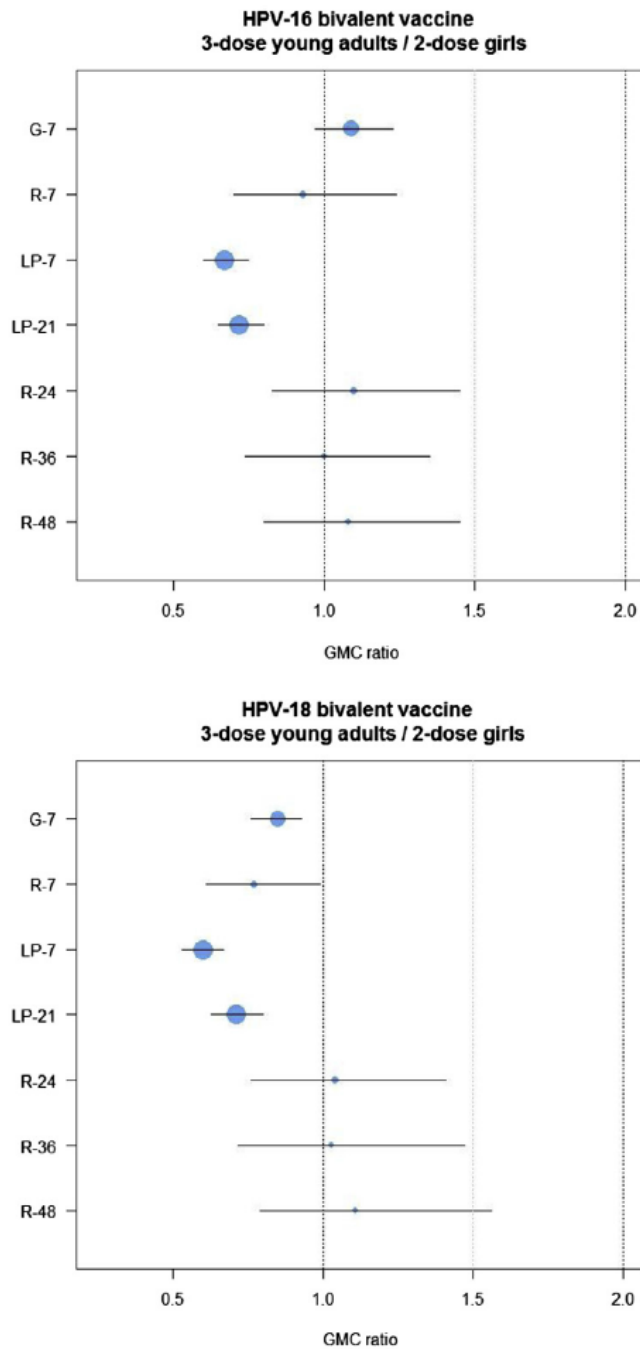 HPV-16 bivalent vaccine
3-dose young adults / 2-dose girls
G-7
R-7
LP-7
LP-21
R-24
R-36
R-48
0.5 1.0 1.5 2.0
GMC ratio
HPV-18 bivalent vaccine
3-dose young adults / 2-dose girls
G-7
R-7
LP-7
LP-21
R-24
R-36
R-48
0.5 1.0 1.5 2.0
GMC ratio